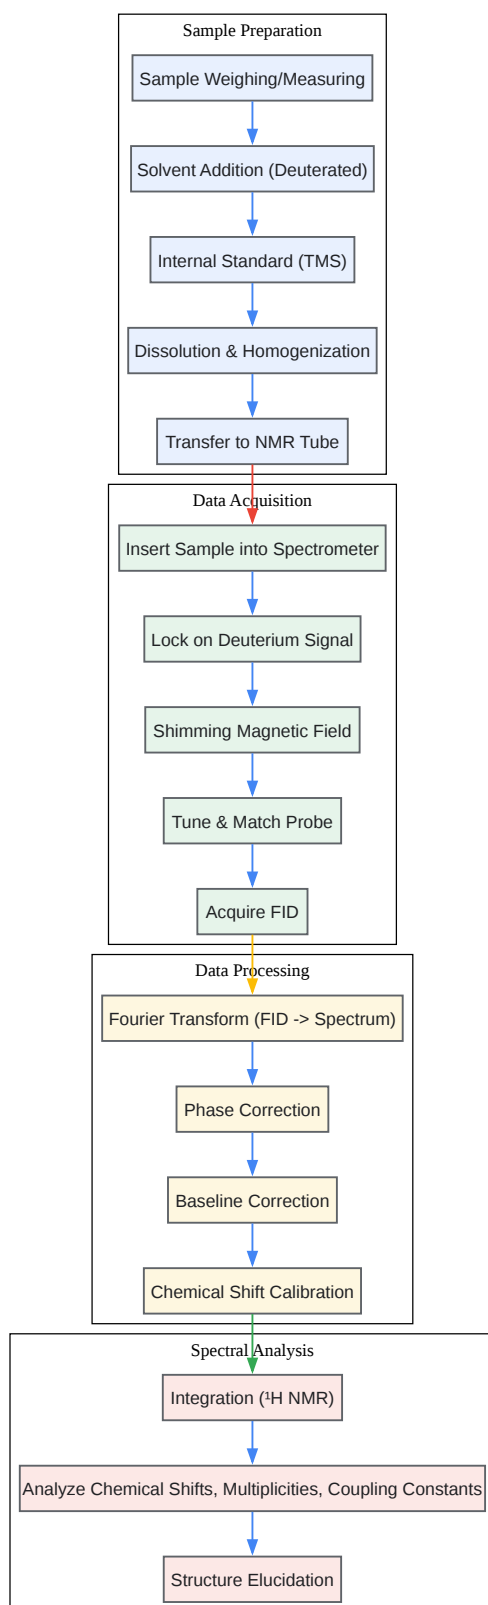 Sample Preparation
Sample Weighing/Measuring
Solvent Addition (Deuterated)
Internal Standard (TMS)
Dissolution & Homogenization
Transfer to NMR Tube
Data Acquisition
Insert Sample into Spectrometer
Lock on Deuterium Signal
Shimming Magnetic Field
Tune & Match Probe
Acquire FID
Data Processing
Fourier Transform (FID -> Spectrum)
Phase Correction
Baseline Correction
Chemical Shift Calibration
Spectral Analysis
Integration (¹H NMR)
Analyze Chemical Shifts, Multiplicities, Coupling Constants
Structure Elucidation